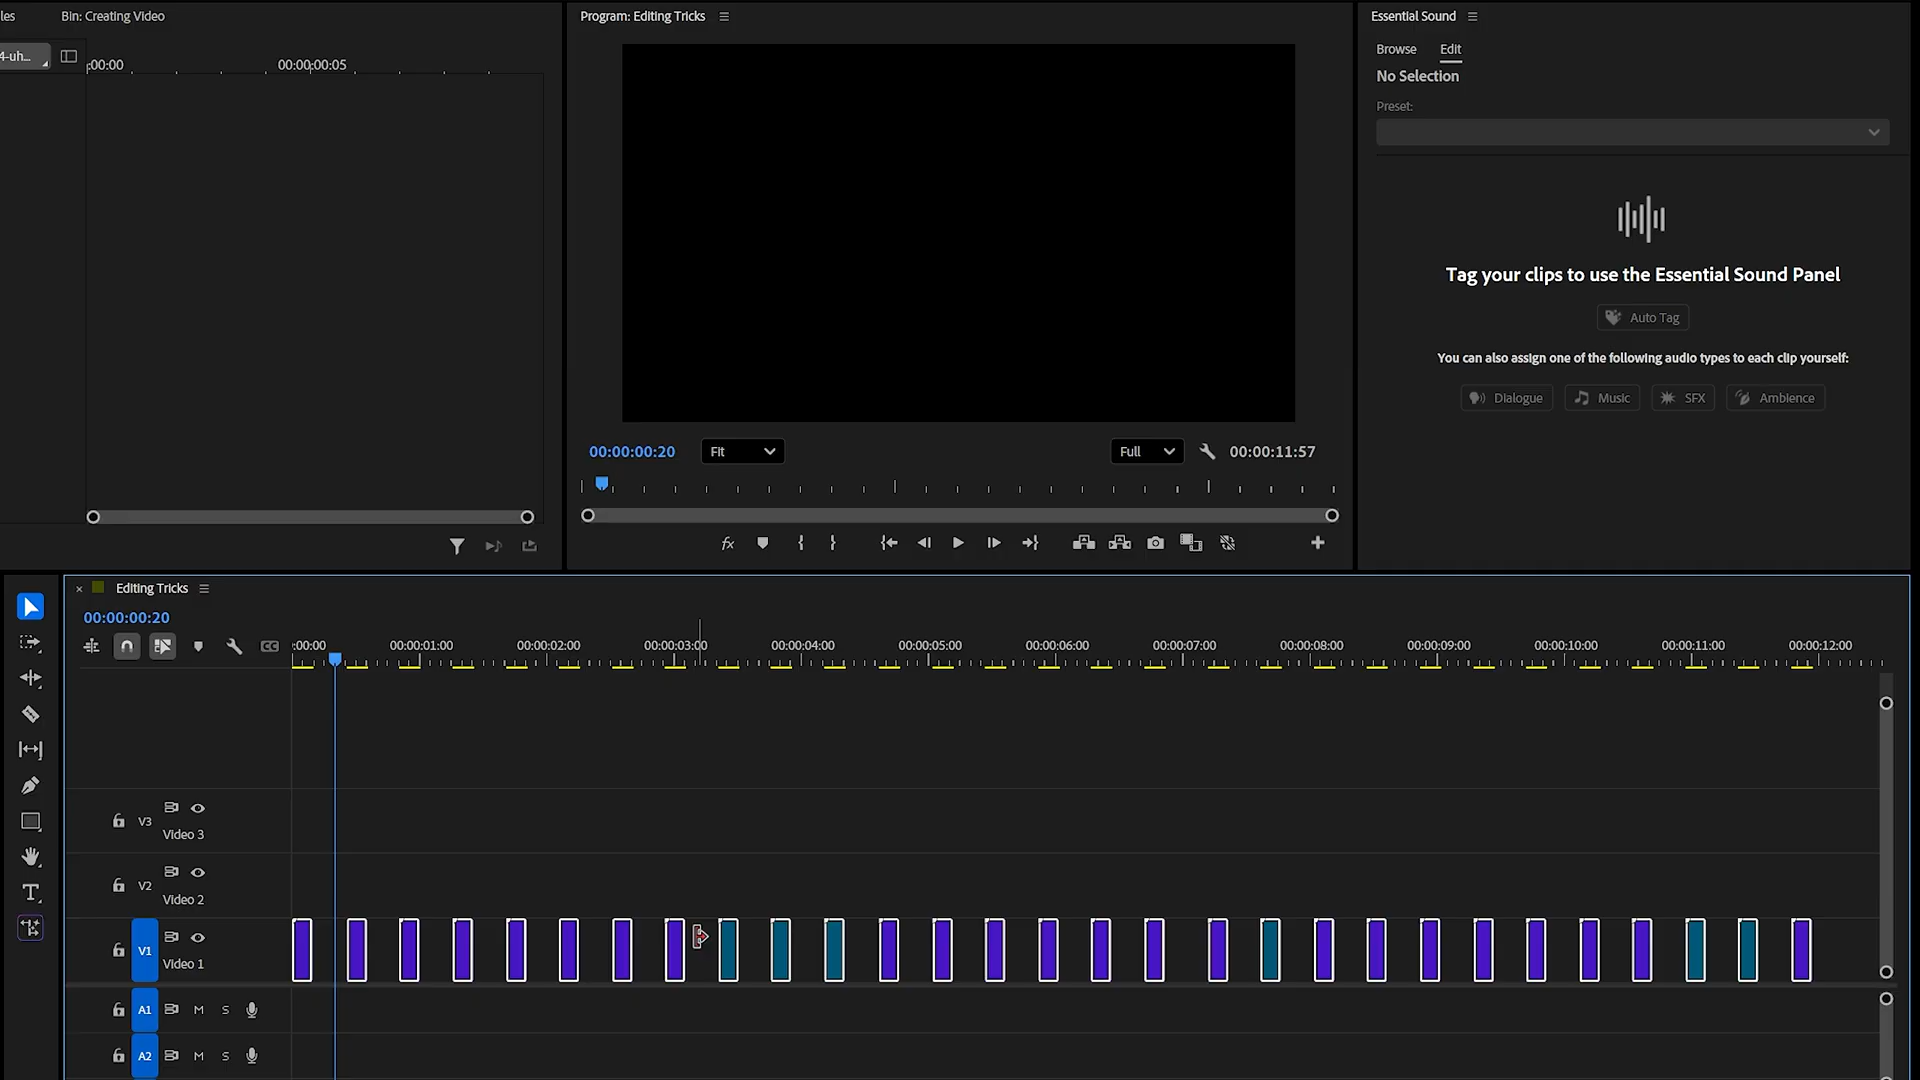 les
Bin: Creating Video
4-uh...
:00:00
00:00:00:05
Program: Editing Tricks
00:00:00:20
Fit
Full
00:00:11:57
fx
Essential Sound
Browse
Edit
No Selection
Preset:
Tag your clips to use the Essential Sound Panel
Auto Tag
You can also assign one of the following audio types to each clip yourself:
Dialogue
Music
SFX
Ambience
× Editing Tricks
00:00:00:20
CC
:00:00
00:00:01:00
00:00:02:00
00:00:03:00
00:00:04:00
00:00:05:00
00:00:06:00
00:00:07:00
00:00:08:00
00:00:09:00
00:00:10:00
00:00:11:00
00:00:12:00
T
V3
Video 3
V2
Video 2
V1
Video 1
A1 M S
A2 M S